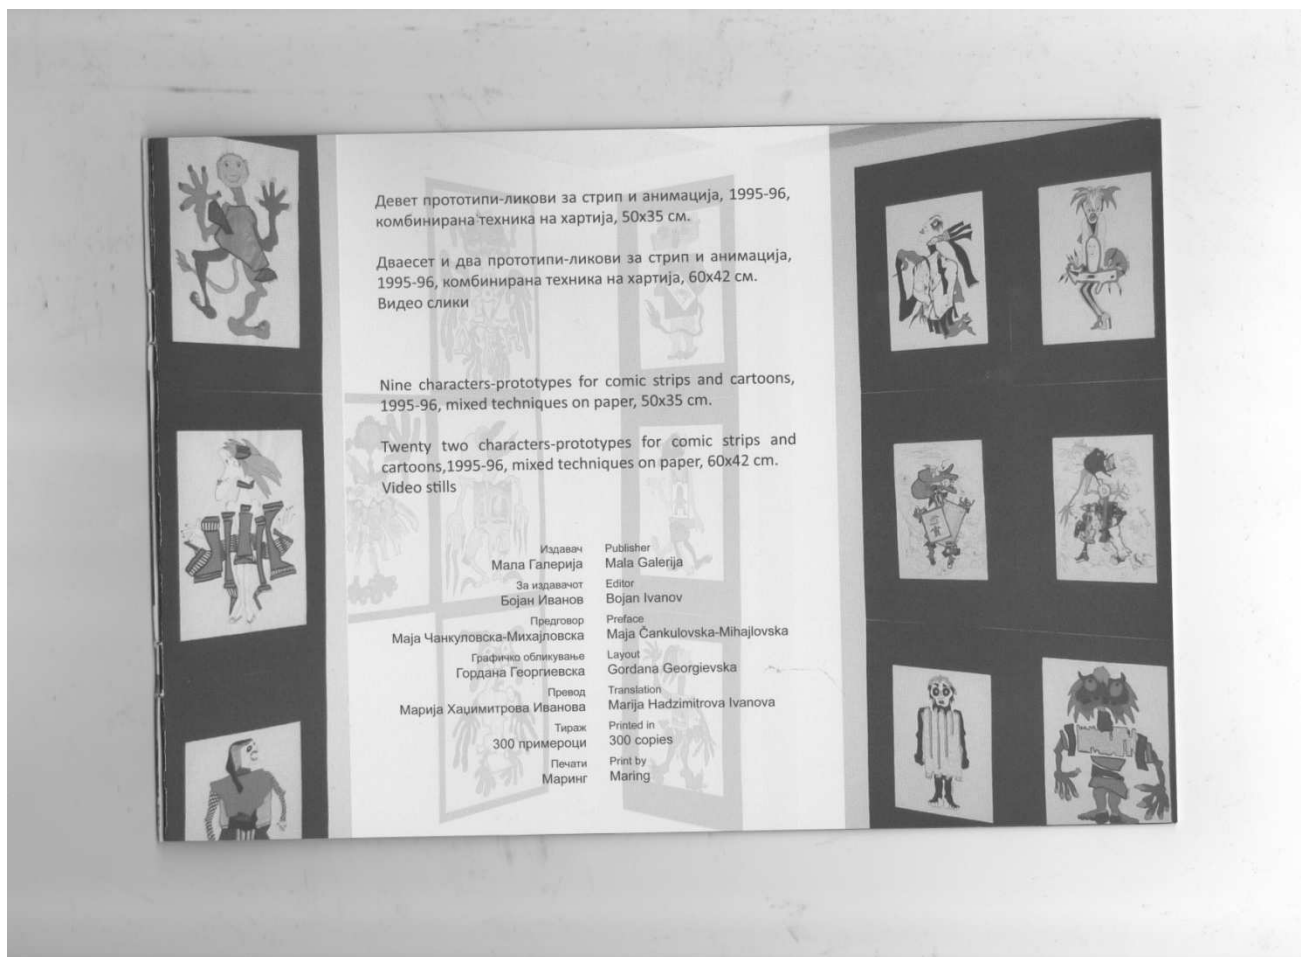 Девет прототипи-ликови за стрип и анимација, 1995-96,
комбинирана техника на хартија, 50x35 см.
Дваесет и два прототипи-ликови за стрип и анимација,
1995-96, комбинирана техника на хартија, 60x42 см.
Видео слики
Nine characters-prototypes for comic strips and cartoons,
1995-96, mixed techniques on paper, 50x35 cm.
Twenty two characters-prototypes for comic strips and
cartoons,1995-96, mixed techniques on paper, 60x42 cm.
Video stills
Издавач Publisher
Мала Галерија Mala Galerija
За издавачот Editor
Бојан Иванов Bojan Ivanov
Предговор Preface
Маја Чанкуловска-Михајловска Maja Čankulovska-Mihajlovska
Графичко обликување Layout
Гордана Георгиевска Gordana Georgievska
Превод Translation
Марија Хаџимитрова Иванова Marija Hadzimitrova Ivanova
Тираж Printed in
300 примероци 300 copies
Печати Print by
Маринг Maring